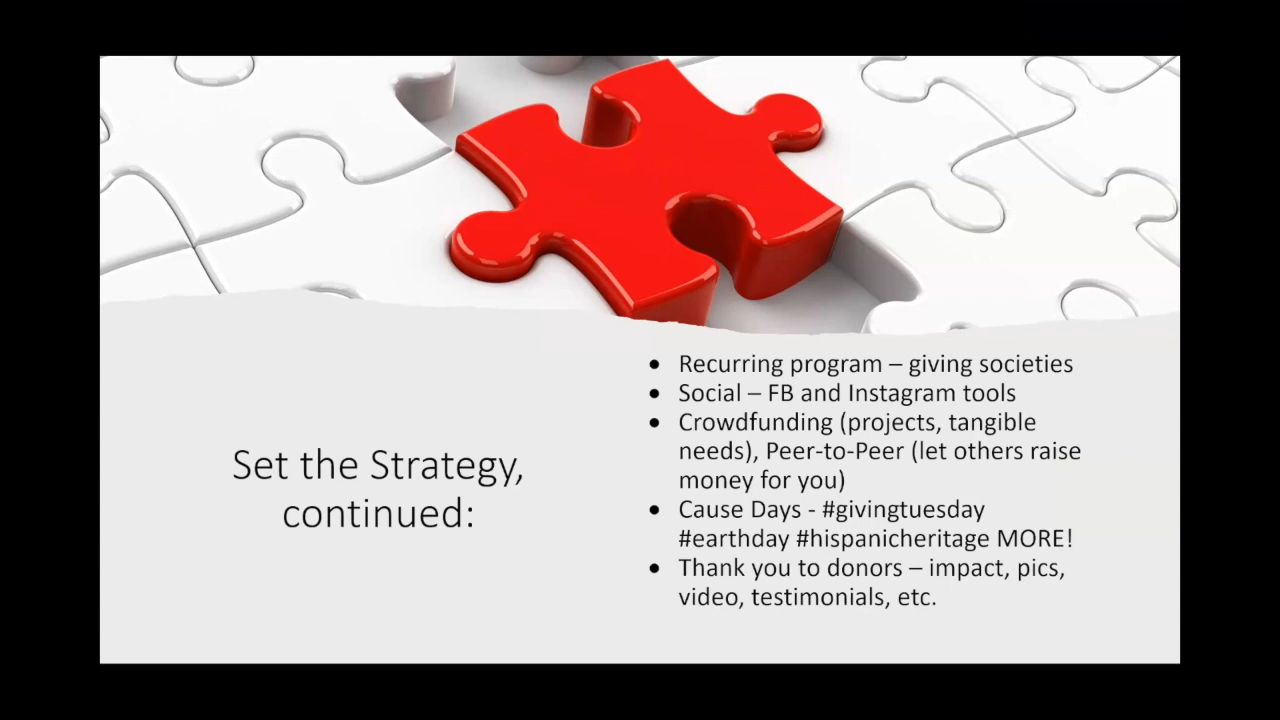 Set the Strategy,
continued:
• Recurring program – giving societies
• Social – FB and Instagram tools
• Crowdfunding (projects, tangible
needs), Peer-to-Peer (let others raise
money for you)
• Cause Days - #givingtuesday
#earthday #hispanicheritage MORE!
• Thank you to donors – impact, pics,
video, testimonials, etc.